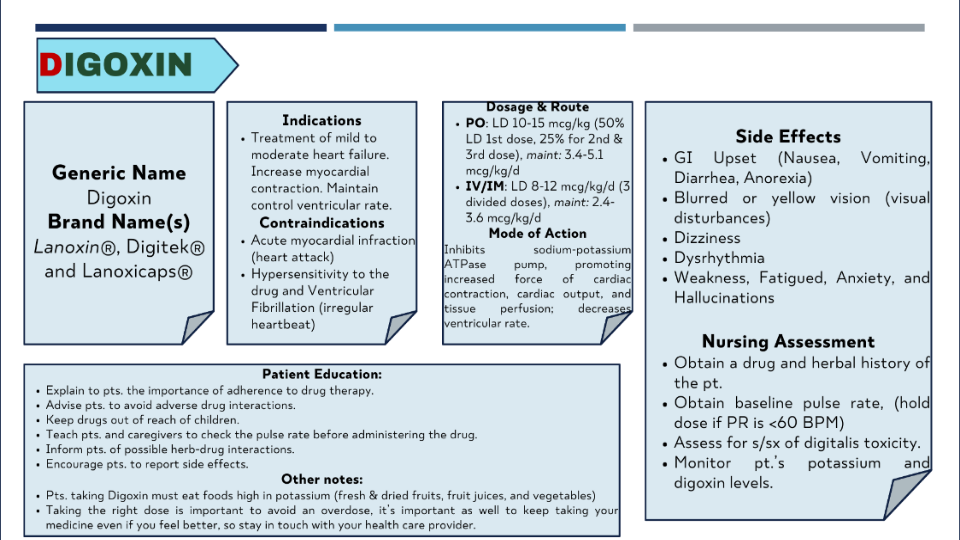 DIGOXIN
Generic Name
Digoxin
Brand Name(s)
Lanoxin®, Digitek®
and Lanoxicaps®
Indications
• Treatment of mild to
moderate heart failure.
Increase myocardial
contraction. Maintain
control ventricular rate.
Contraindications
• Acute myocardial infraction
(heart attack)
• Hypersensitivity to the
drug and Ventricular
Fibrillation (irregular
heartbeat)
Dosage & Route
• PO: LD 10-15 mcg/kg (50%
LD 1st dose, 25% for 2nd &
3rd dose), maint: 3.4-5.1
mcg/kg/d
• IV/IM: LD 8-12 mcg/kg/d (3
divided doses), maint: 2.4-
3.6 mcg/kg/d
Mode of Action
Inhibits sodium-potassium
ATPase pump, promoting
increased force of cardiac
contraction, cardiac output, and
tissue perfusion; decreases
ventricular rate.
Side Effects
• GI Upset (Nausea, Vomiting,
Diarrhea, Anorexia)
• Blurred or yellow vision (visual
disturbances)
• Dizziness
• Dysrhythmia
• Weakness, Fatigued, Anxiety, and
Hallucinations
Nursing Assessment
• Obtain a drug and herbal history of
the pt.
• Obtain baseline pulse rate, (hold
dose if PR is <60 BPM)
• Assess for s/sx of digitalis toxicity.
• Monitor pt.'s potassium and
digoxin levels.
Patient Education:
• Explain to pts. the importance of adherence to drug therapy.
• Advise pts. to avoid adverse drug interactions.
• Keep drugs out of reach of children.
• Teach pts. and caregivers to check the pulse rate before administering the drug.
• Inform pts. of possible herb-drug interactions.
• Encourage pts. to report side effects.
Other notes:
• Pts. taking Digoxin must eat foods high in potassium (fresh & dried fruits, fruit juices, and vegetables)
• Taking the right dose is important to avoid an overdose, it's important as well to keep taking your
medicine even if you feel better, so stay in touch with your health care provider.